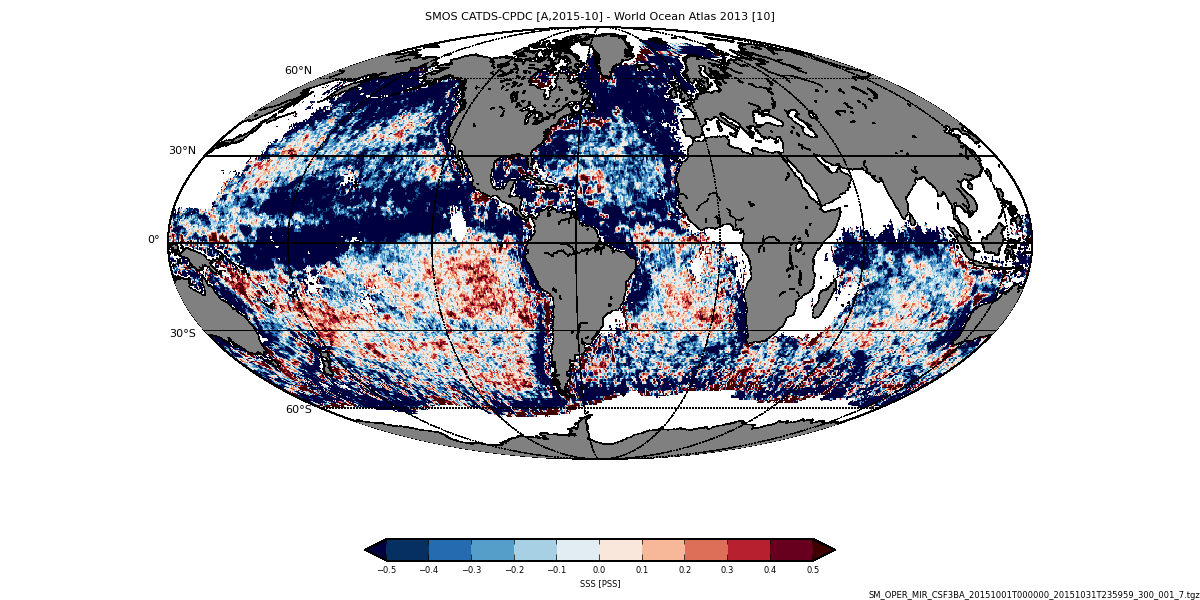 SMOS CATDS-CPDC [A,2015-10] - World Ocean Atlas 2013 [10]
60°N
30°N
0°
30°S
60°S
−0.5 −0.4 −0.3 −0.2 −0.1 0.0 0.1 0.2 0.3 0.4 0.5
SSS [PSS]
SM_OPER_MIR_CSF3BA_20151001T000000_20151031T235959_300_001_7.tgz